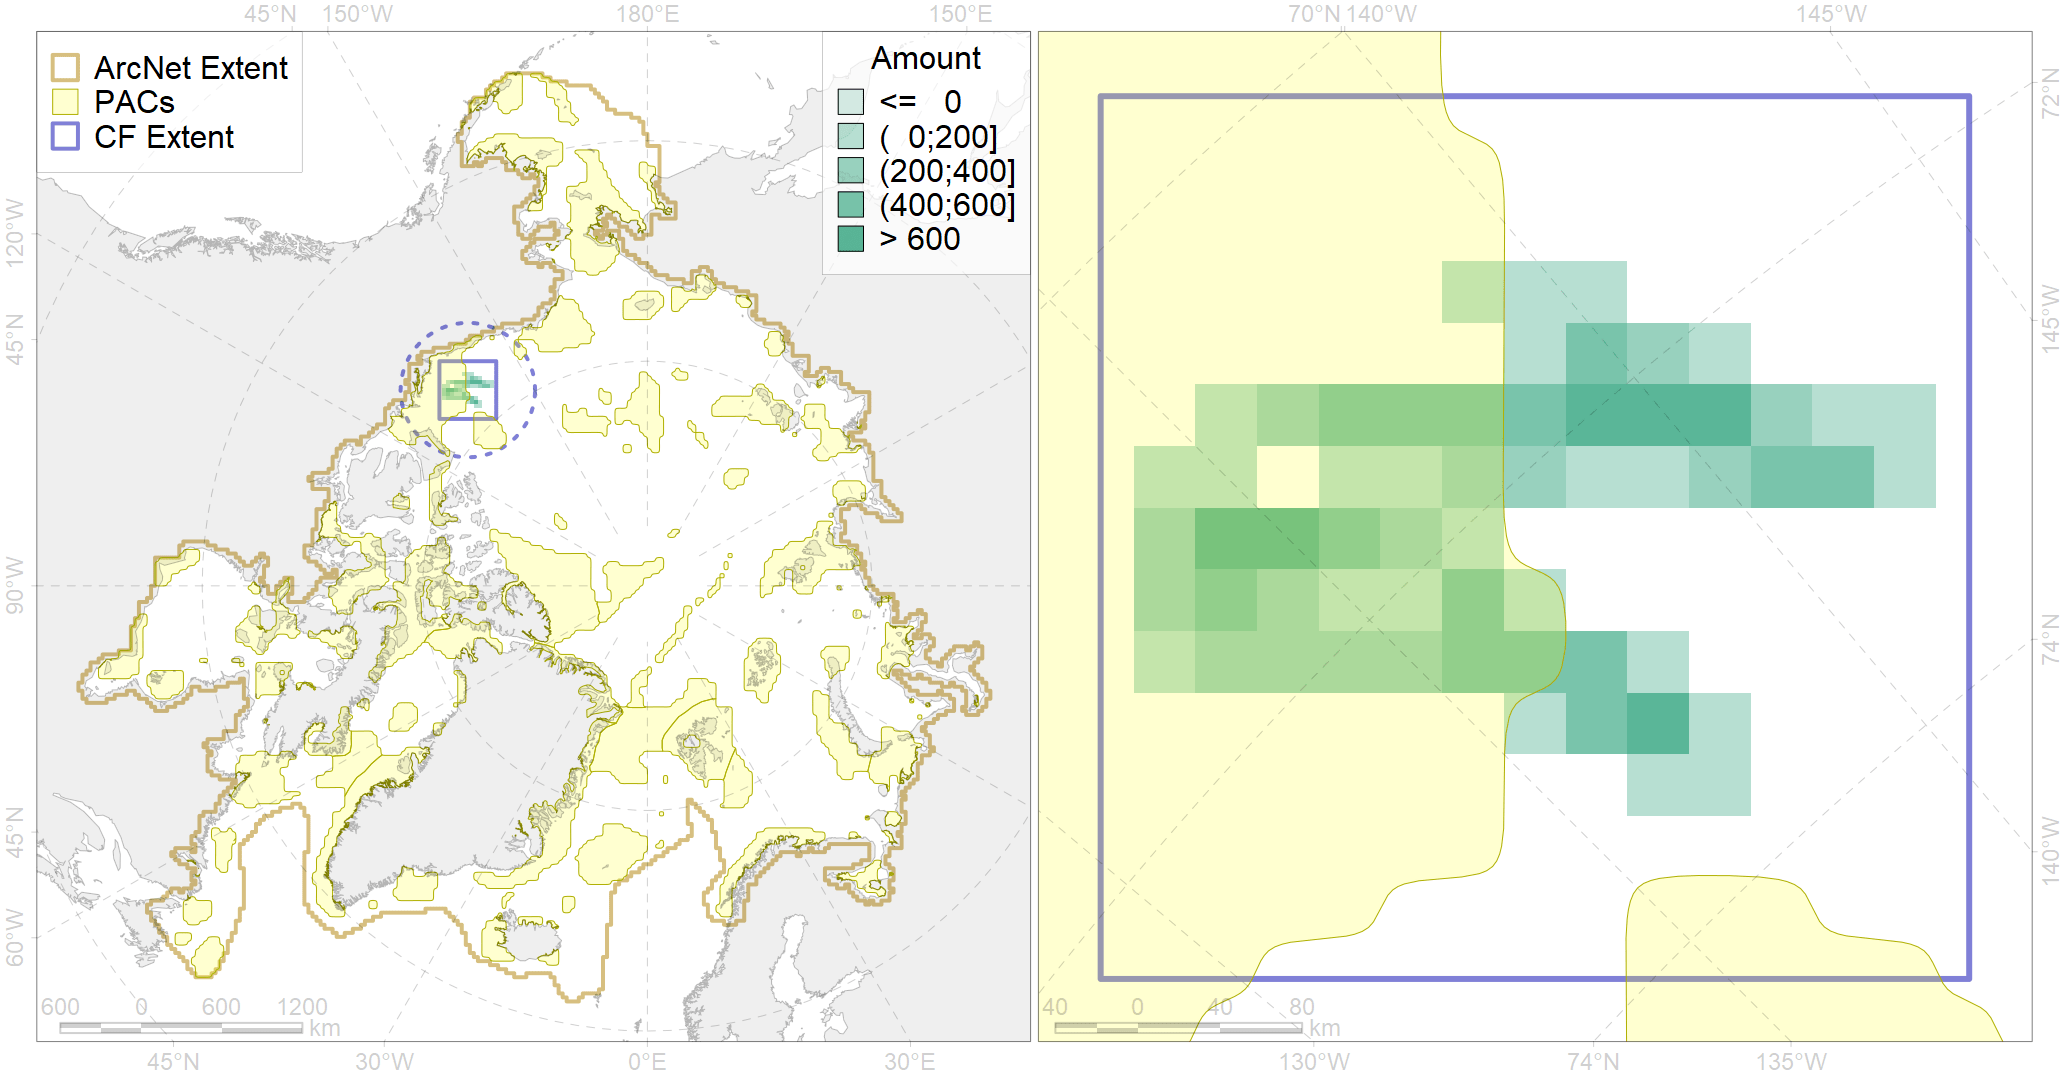 45°N 150°W 180°E 150°E 70°N 140°W 145°W
ArcNet Extent
PACs
CF Extent
Amount
<= 0
( 0;200]
(200;400]
(400;600]
> 600
120°W
45°N
90°W
45°N
60°W
72°N
145°W
74°N
140°W
600 0 600 1200
km
40 0 40 80
km
45°N 30°W 0°E 30°E 130°W 74°N 135°W